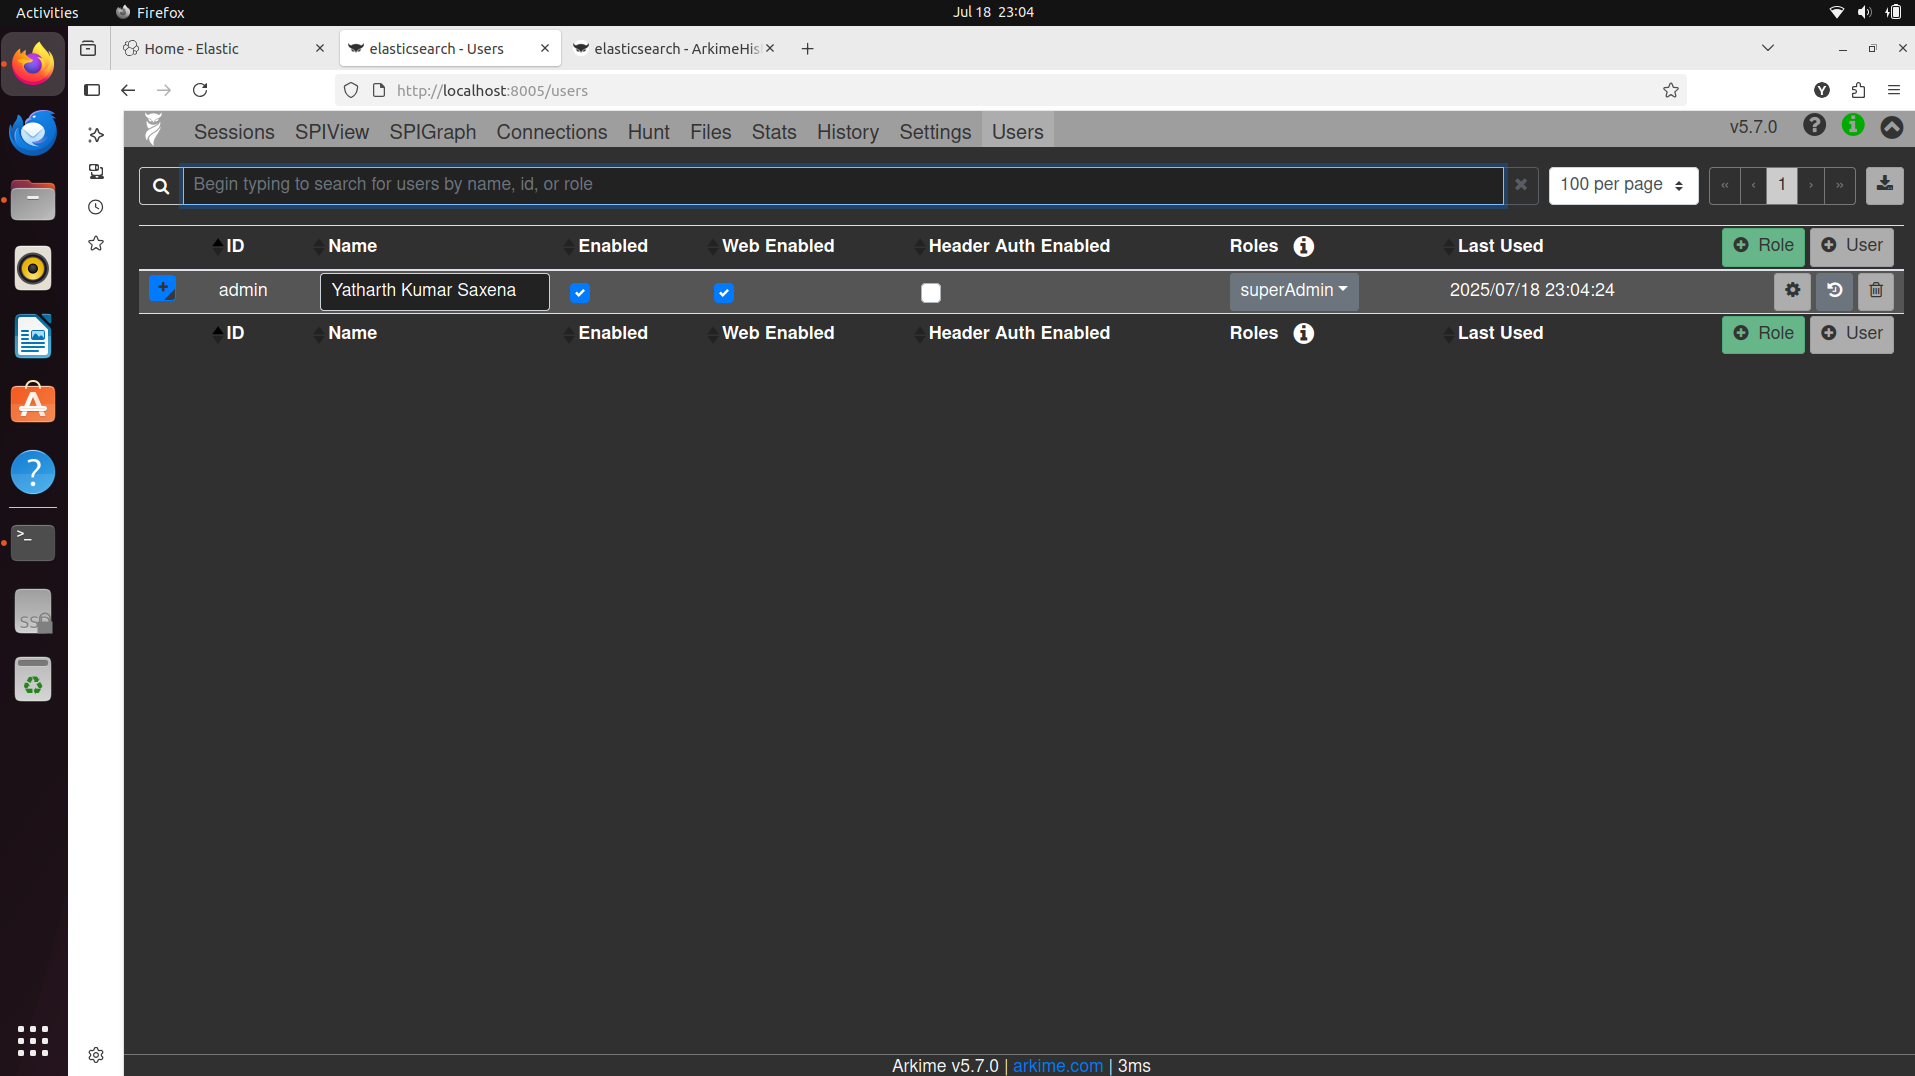 Activities
Firefox
Jul 18 23:04
Home - Elastic
elasticsearch - Users
elasticsearch - ArkimeHis
http://localhost:8005/users
Y
Sessions
SPIView
SPIGraph
Connections
Hunt
Files
Stats
History
Settings
Users
v5.7.0
Begin typing to search for users by name, id, or role
100 per page
« ‹ 1 › »
ID Name Enabled Web Enabled Header Auth Enabled Roles Last Used Role User
admin Yatharth Kumar Saxena superAdmin 2025/07/18 23:04:24
ID Name Enabled Web Enabled Header Auth Enabled Roles Last Used Role User
>_
Arkime v5.7.0 | arkime.com | 3ms